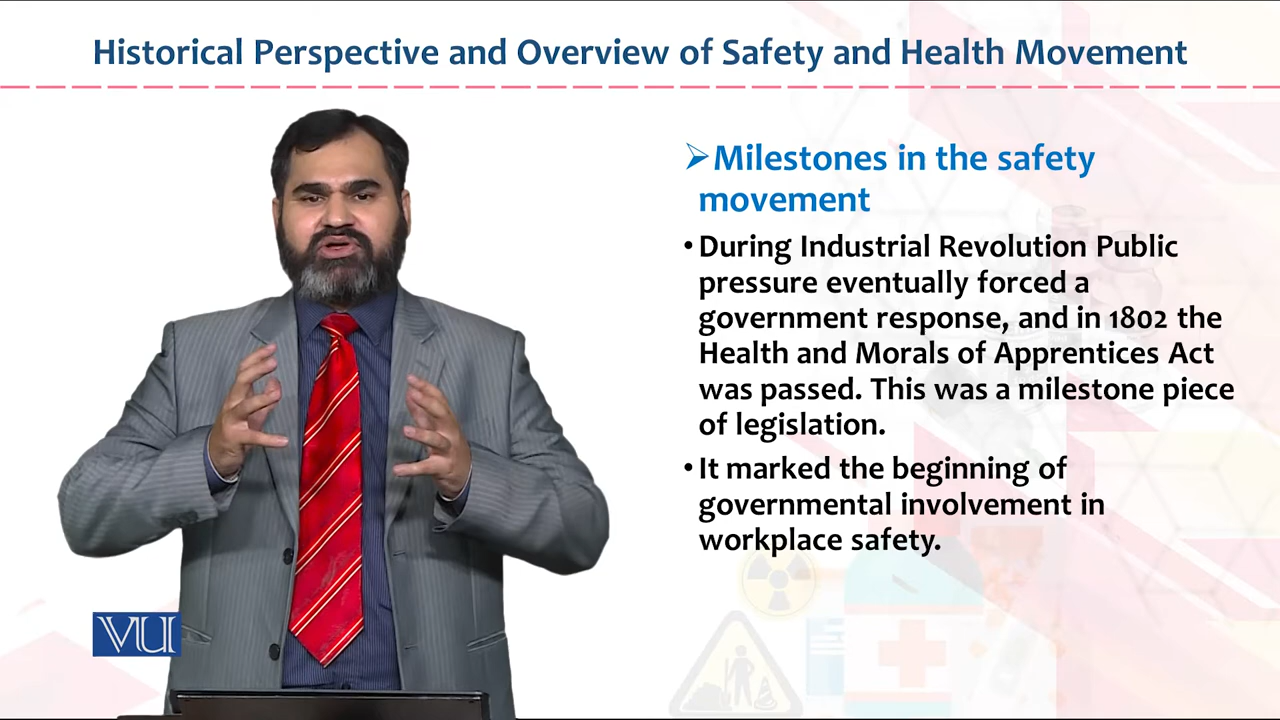 Historical Perspective and Overview of Safety and Health Movement
➢Milestones in the safety
movement
• During Industrial Revolution Public
pressure eventually forced a
government response, and in 1802 the
Health and Morals of Apprentices Act
was passed. This was a milestone piece
of legislation.
• It marked the beginning of
governmental involvement in
workplace safety.
VU